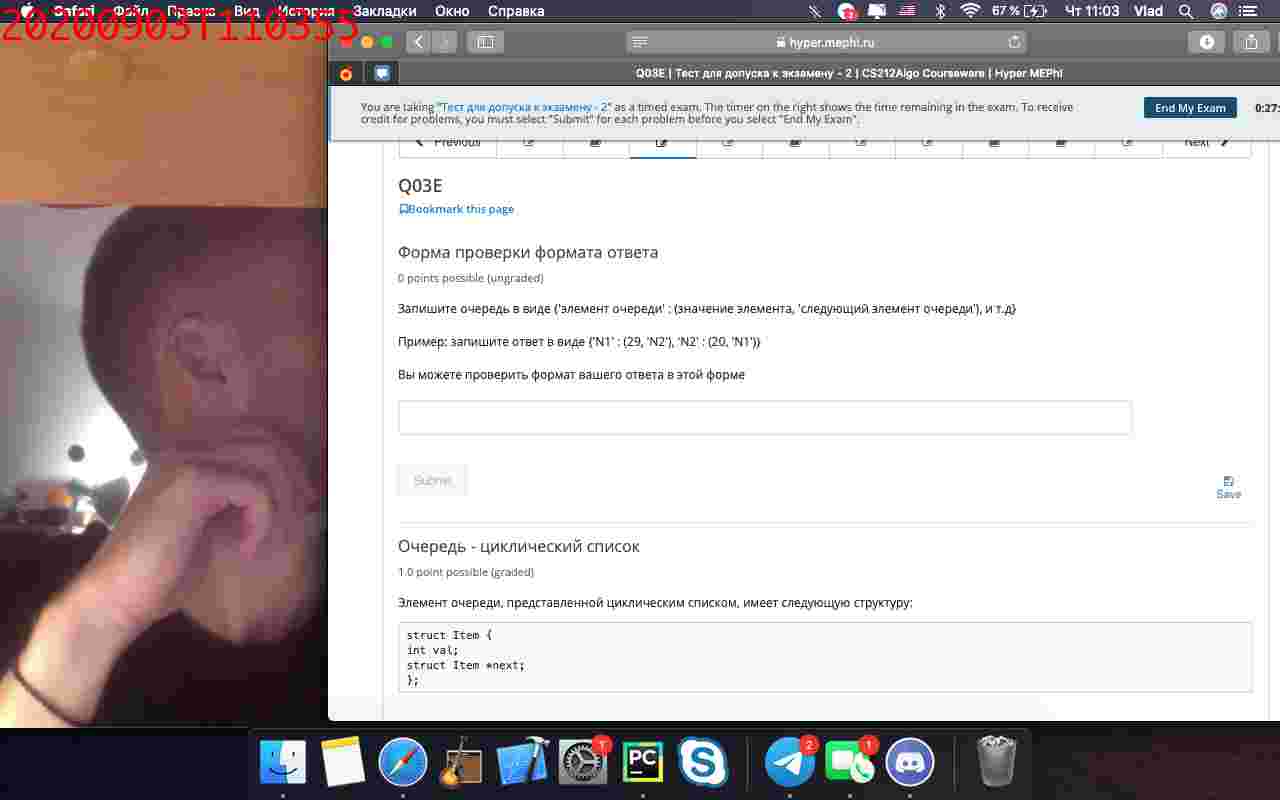 20200903T110355
Safari Файл Правка Вид История Закладки Окно Справка 67 % Чт 11:03 Vlad
hyper.mephi.ru
Q03E | Тест для допуска к экзамену - 2 | CS212Algo Courseware | Hyper MEPhI
You are taking "Тест для допуска к экзамену - 2" as a timed exam. The timer on the right shows the time remaining in the exam. To receive
credit for problems, you must select "Submit" for each problem before you select "End My Exam".
End My Exam
0:27:
Previous
Next
Q03E
Bookmark this page
Форма проверки формата ответа
0 points possible (ungraded)
Запишите очередь в виде {'элемент очереди' : (значение элемента, 'следующий элемент очереди'), и т.д}
Пример: запишите ответ в виде {'N1' : (29, 'N2'), 'N2' : (20, 'N1')}
Вы можете проверить формат вашего ответа в этой форме
Submit
Save
Очередь - циклический список
1.0 point possible (graded)
Элемент очереди, представленной циклическим списком, имеет следующую структуру:
struct Item {
int val;
struct Item *next;
};
1
PC
2
1